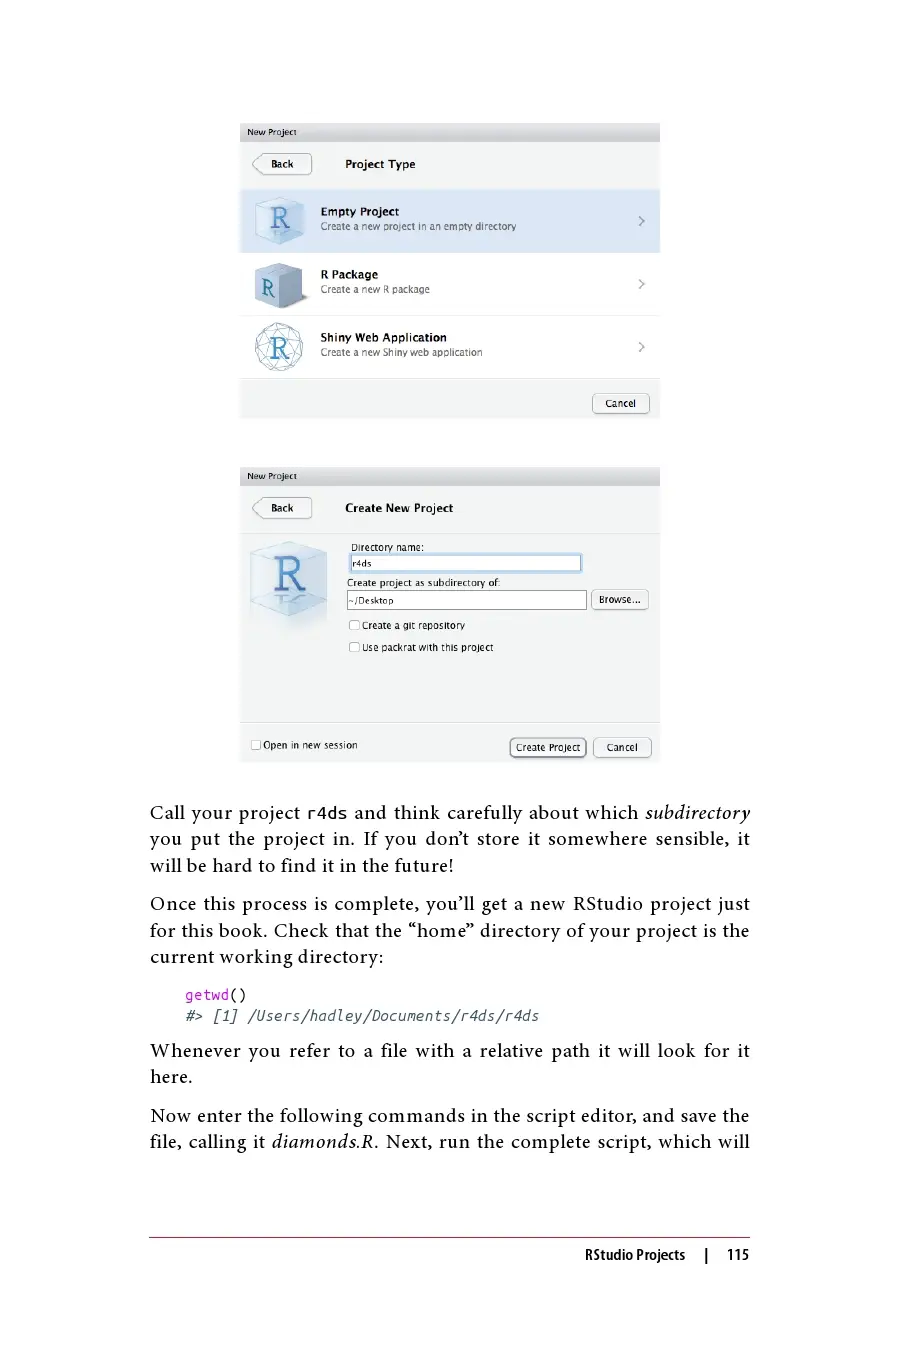 New Project
Back
Project Type
R
Empty Project
Create a new project in an empty directory
R
R Package
Create a new R package
R
Shiny Web Application
Create a new Shiny web application
Cancel
New Project
Back
Create New Project
R
Directory name:
r4ds
Create project as subdirectory of:
~/Desktop
Browse...
Create a git repository
Use packrat with this project
Open in new session
Create Project
Cancel
Call your project r4ds and think carefully about which subdirectory
you put the project in. If you don’t store it somewhere sensible, it
will be hard to find it in the future!
Once this process is complete, you’ll get a new RStudio project just
for this book. Check that the “home” directory of your project is the
current working directory:
getwd()
#> [1] /Users/hadley/Documents/r4ds/r4ds
Whenever you refer to a file with a relative path it will look for it
here.
Now enter the following commands in the script editor, and save the
file, calling it diamonds.R. Next, run the complete script, which will
RStudio Projects | 115